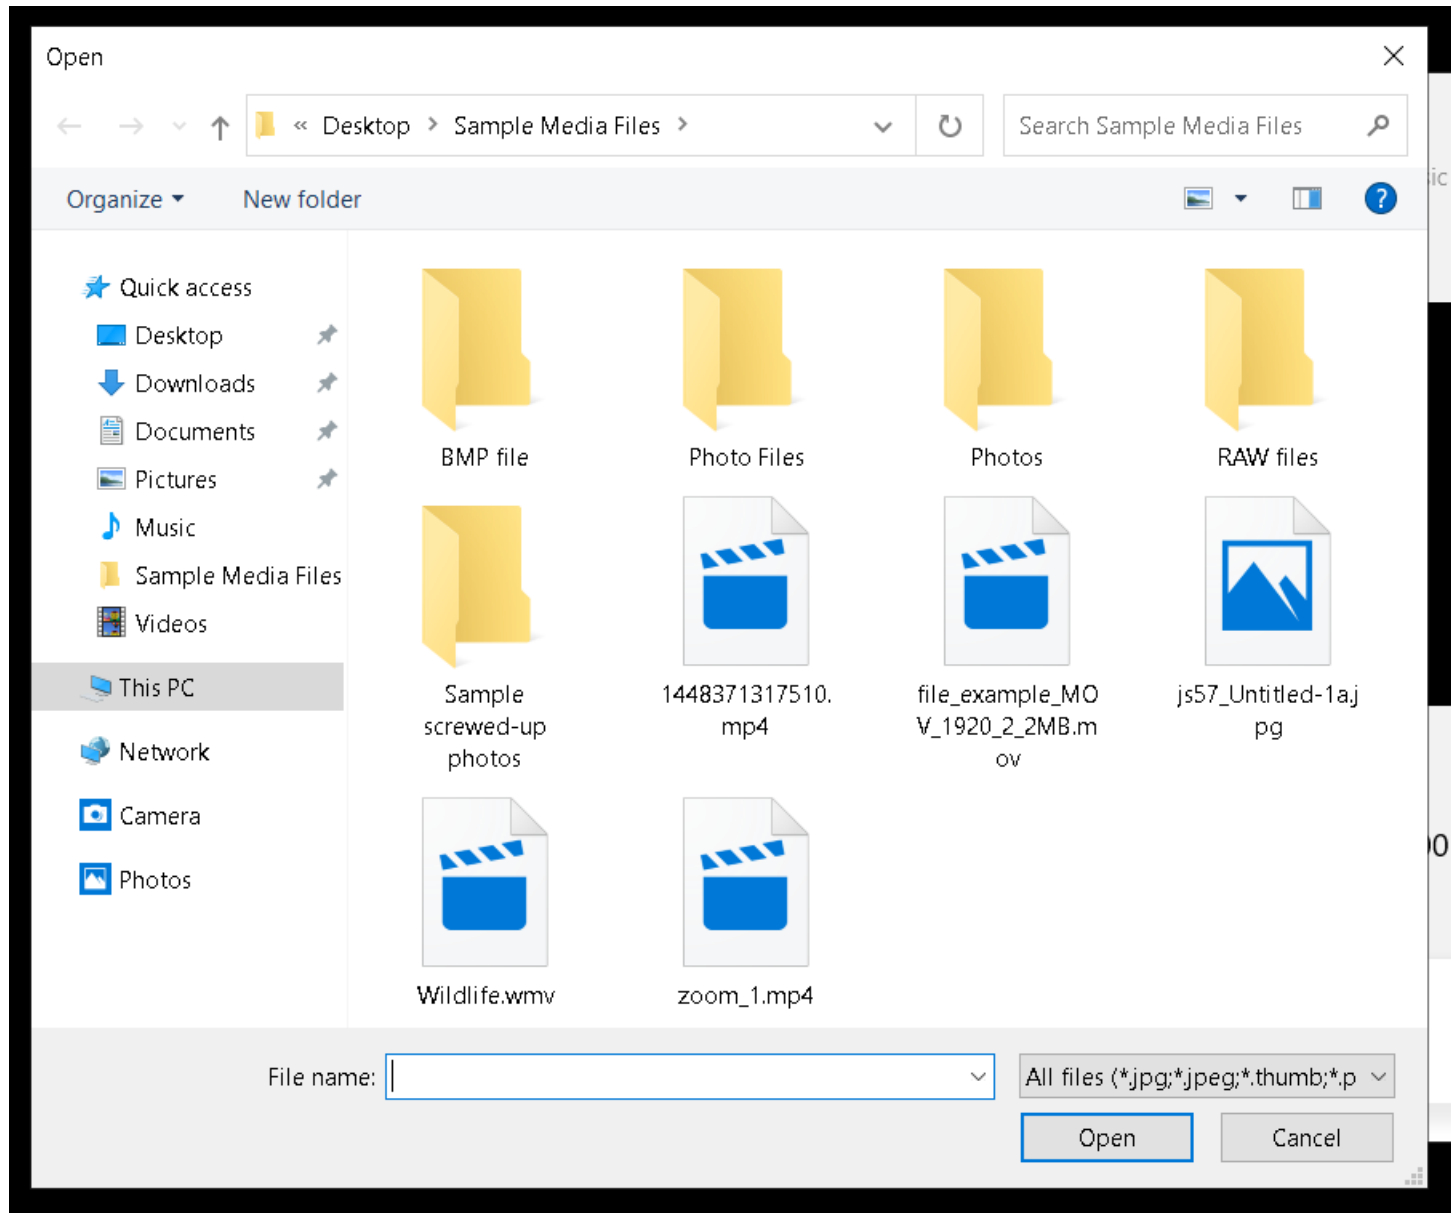 Open
« Desktop > Sample Media Files >
Search Sample Media Files
Organize
New folder
ic
Quick access
Desktop
Downloads
Documents
Pictures
Music
Sample Media Files
Videos
This PC
Network
Camera
Photos
BMP file
Photo Files
Photos
RAW files
Sample
screwed-up
photos
1448371317510.
mp4
file_example_MO
V_1920_2_2MB.m
ov
js57_Untitled-1a.j
pg
Wildlife.wmv
zoom_1.mp4
File name:
All files (*.jpg;*.jpeg;*.thumb;*.p
Open
Cancel